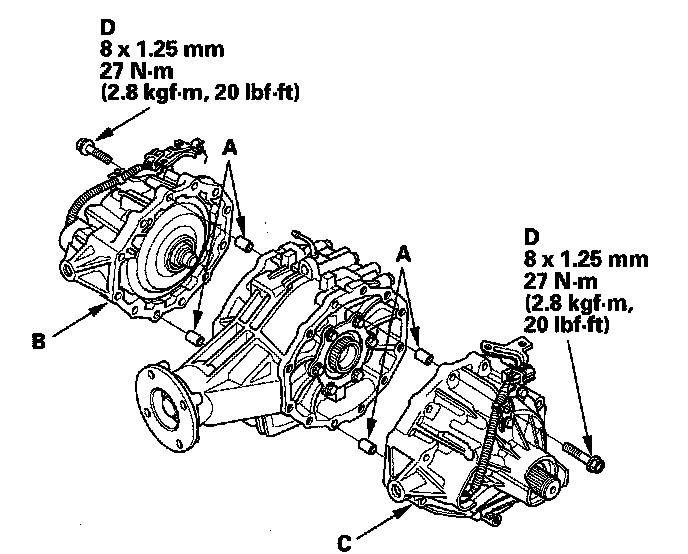 D
8 x 1.25 mm
27 N·m
(2.8 kgf·m, 20 lbf·ft)
A
A
D
8 x 1.25 mm
27 N·m
(2.8 kgf·m,
20 lbf·ft)
B
C